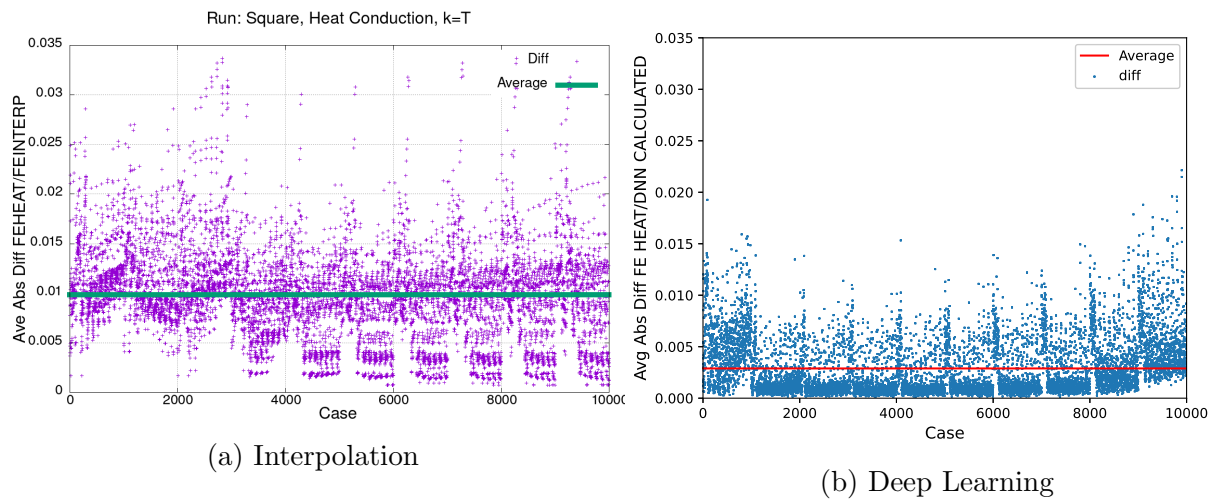 Run: Square, Heat Conduction, k=T
Ave Abs Diff FEHEAT/FEINTERP
0.035
0.03
0.025
0.02
0.015
0.01
0.005
0
Diff
Average
0 2000 4000 6000 8000 10000
Case
(a) Interpolation
Avg Abs Diff FE HEAT/DNN CALCULATED
0.035
0.030
0.025
0.020
0.015
0.010
0.005
0.000
Average
diff
0 2000 4000 6000 8000 10000
Case
(b) Deep Learning